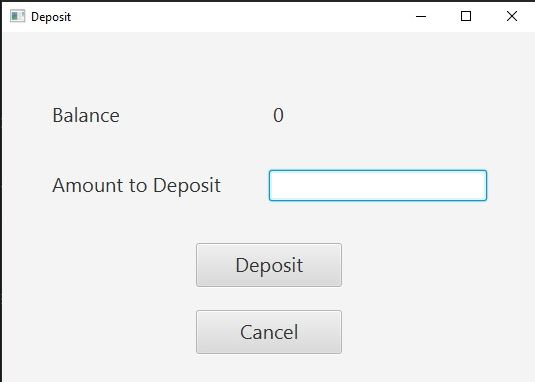 Deposit
Balance 0
Amount to Deposit
Deposit
Cancel